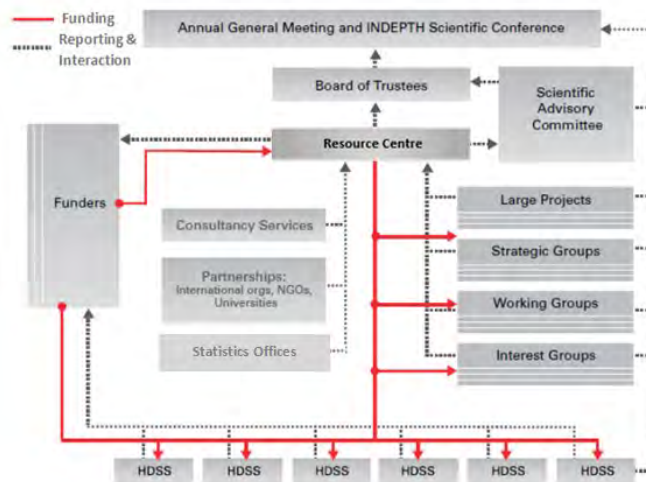 Funding
Reporting &
Interaction
Annual General Meeting and INDEPTH Scientific Conference
Board of Trustees
Scientific
Advisory
Committee
Resource Centre
Funders
Large Projects
Consultancy Services
Strategic Groups
Partnerships:
International orgs, NGOs,
Universities
Working Groups
Statistics Offices
Interest Groups
HDSS
HDSS
HDSS
HDSS
HDSS
HDSS